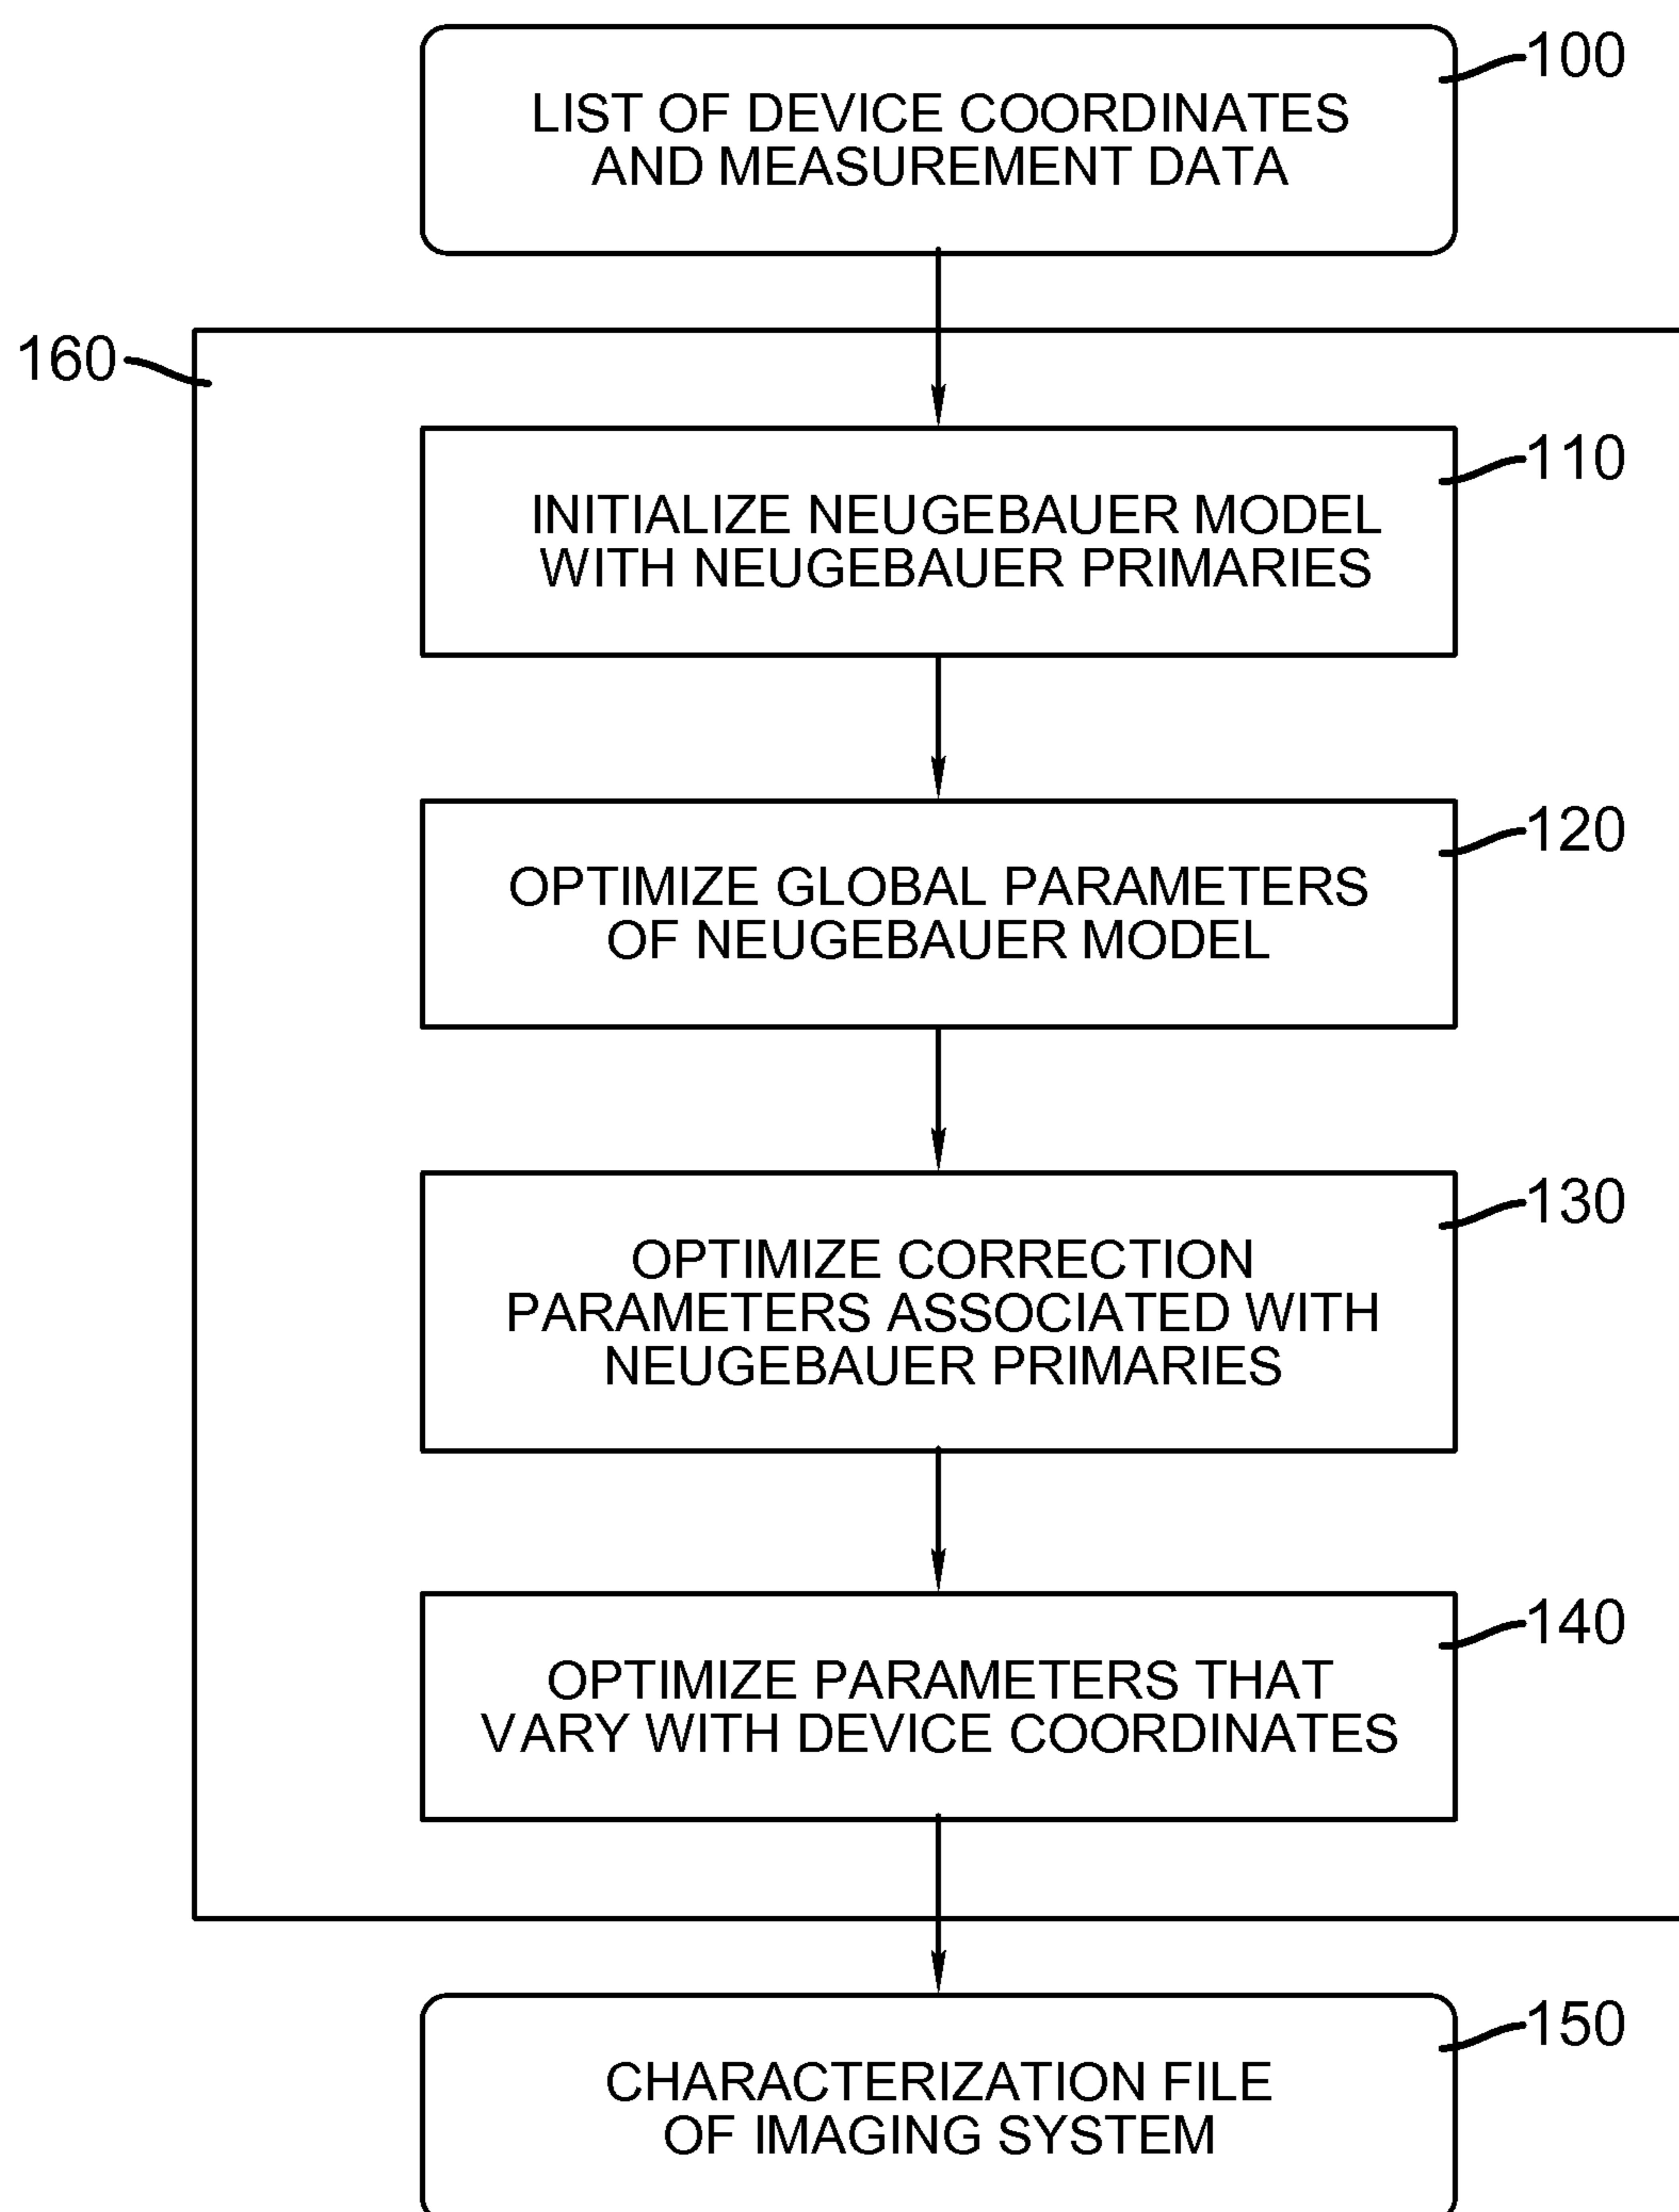 100
LIST OF DEVICE COORDINATES
AND MEASUREMENT DATA
160
110
INITIALIZE NEUGEBAUER MODEL
WITH NEUGEBAUER PRIMARIES
120
OPTIMIZE GLOBAL PARAMETERS
OF NEUGEBAUER MODEL
130
OPTIMIZE CORRECTION
PARAMETERS ASSOCIATED WITH
NEUGEBAUER PRIMARIES
140
OPTIMIZE PARAMETERS THAT
VARY WITH DEVICE COORDINATES
150
CHARACTERIZATION FILE
OF IMAGING SYSTEM